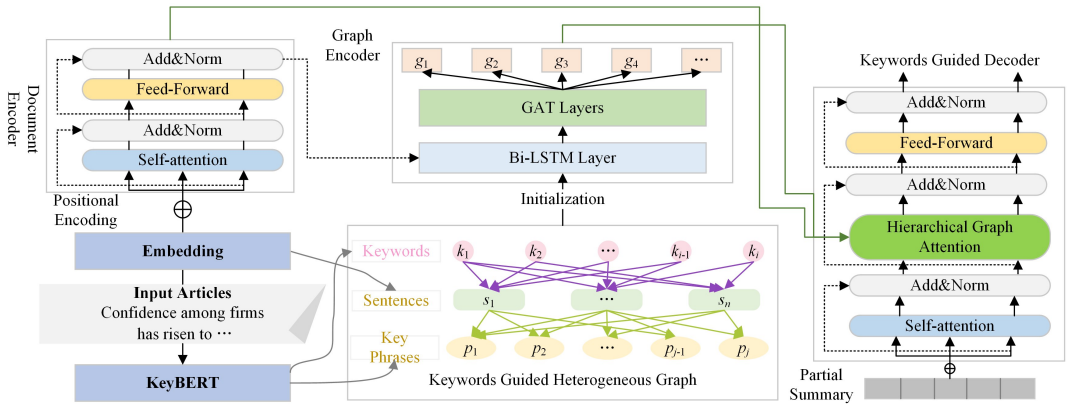 Document
Encoder
Add&Norm
Feed-Forward
Add&Norm
Self-attention
Positional
Encoding
Embedding
Input Articles
Confidence among firms
has risen to ···
KeyBERT
Graph
Encoder
g1 g2 g3 g4 ···
GAT Layers
Bi-LSTM Layer
Initialization
Keywords
k1 k2 ··· ki-1 ki
Sentences
s1 ··· sn
Key
Phrases
p1 p2 ··· pj-1 pj
Keywords Guided Heterogeneous Graph
Keywords Guided Decoder
Add&Norm
Feed-Forward
Add&Norm
Hierarchical Graph
Attention
Add&Norm
Self-attention
Partial
Summary